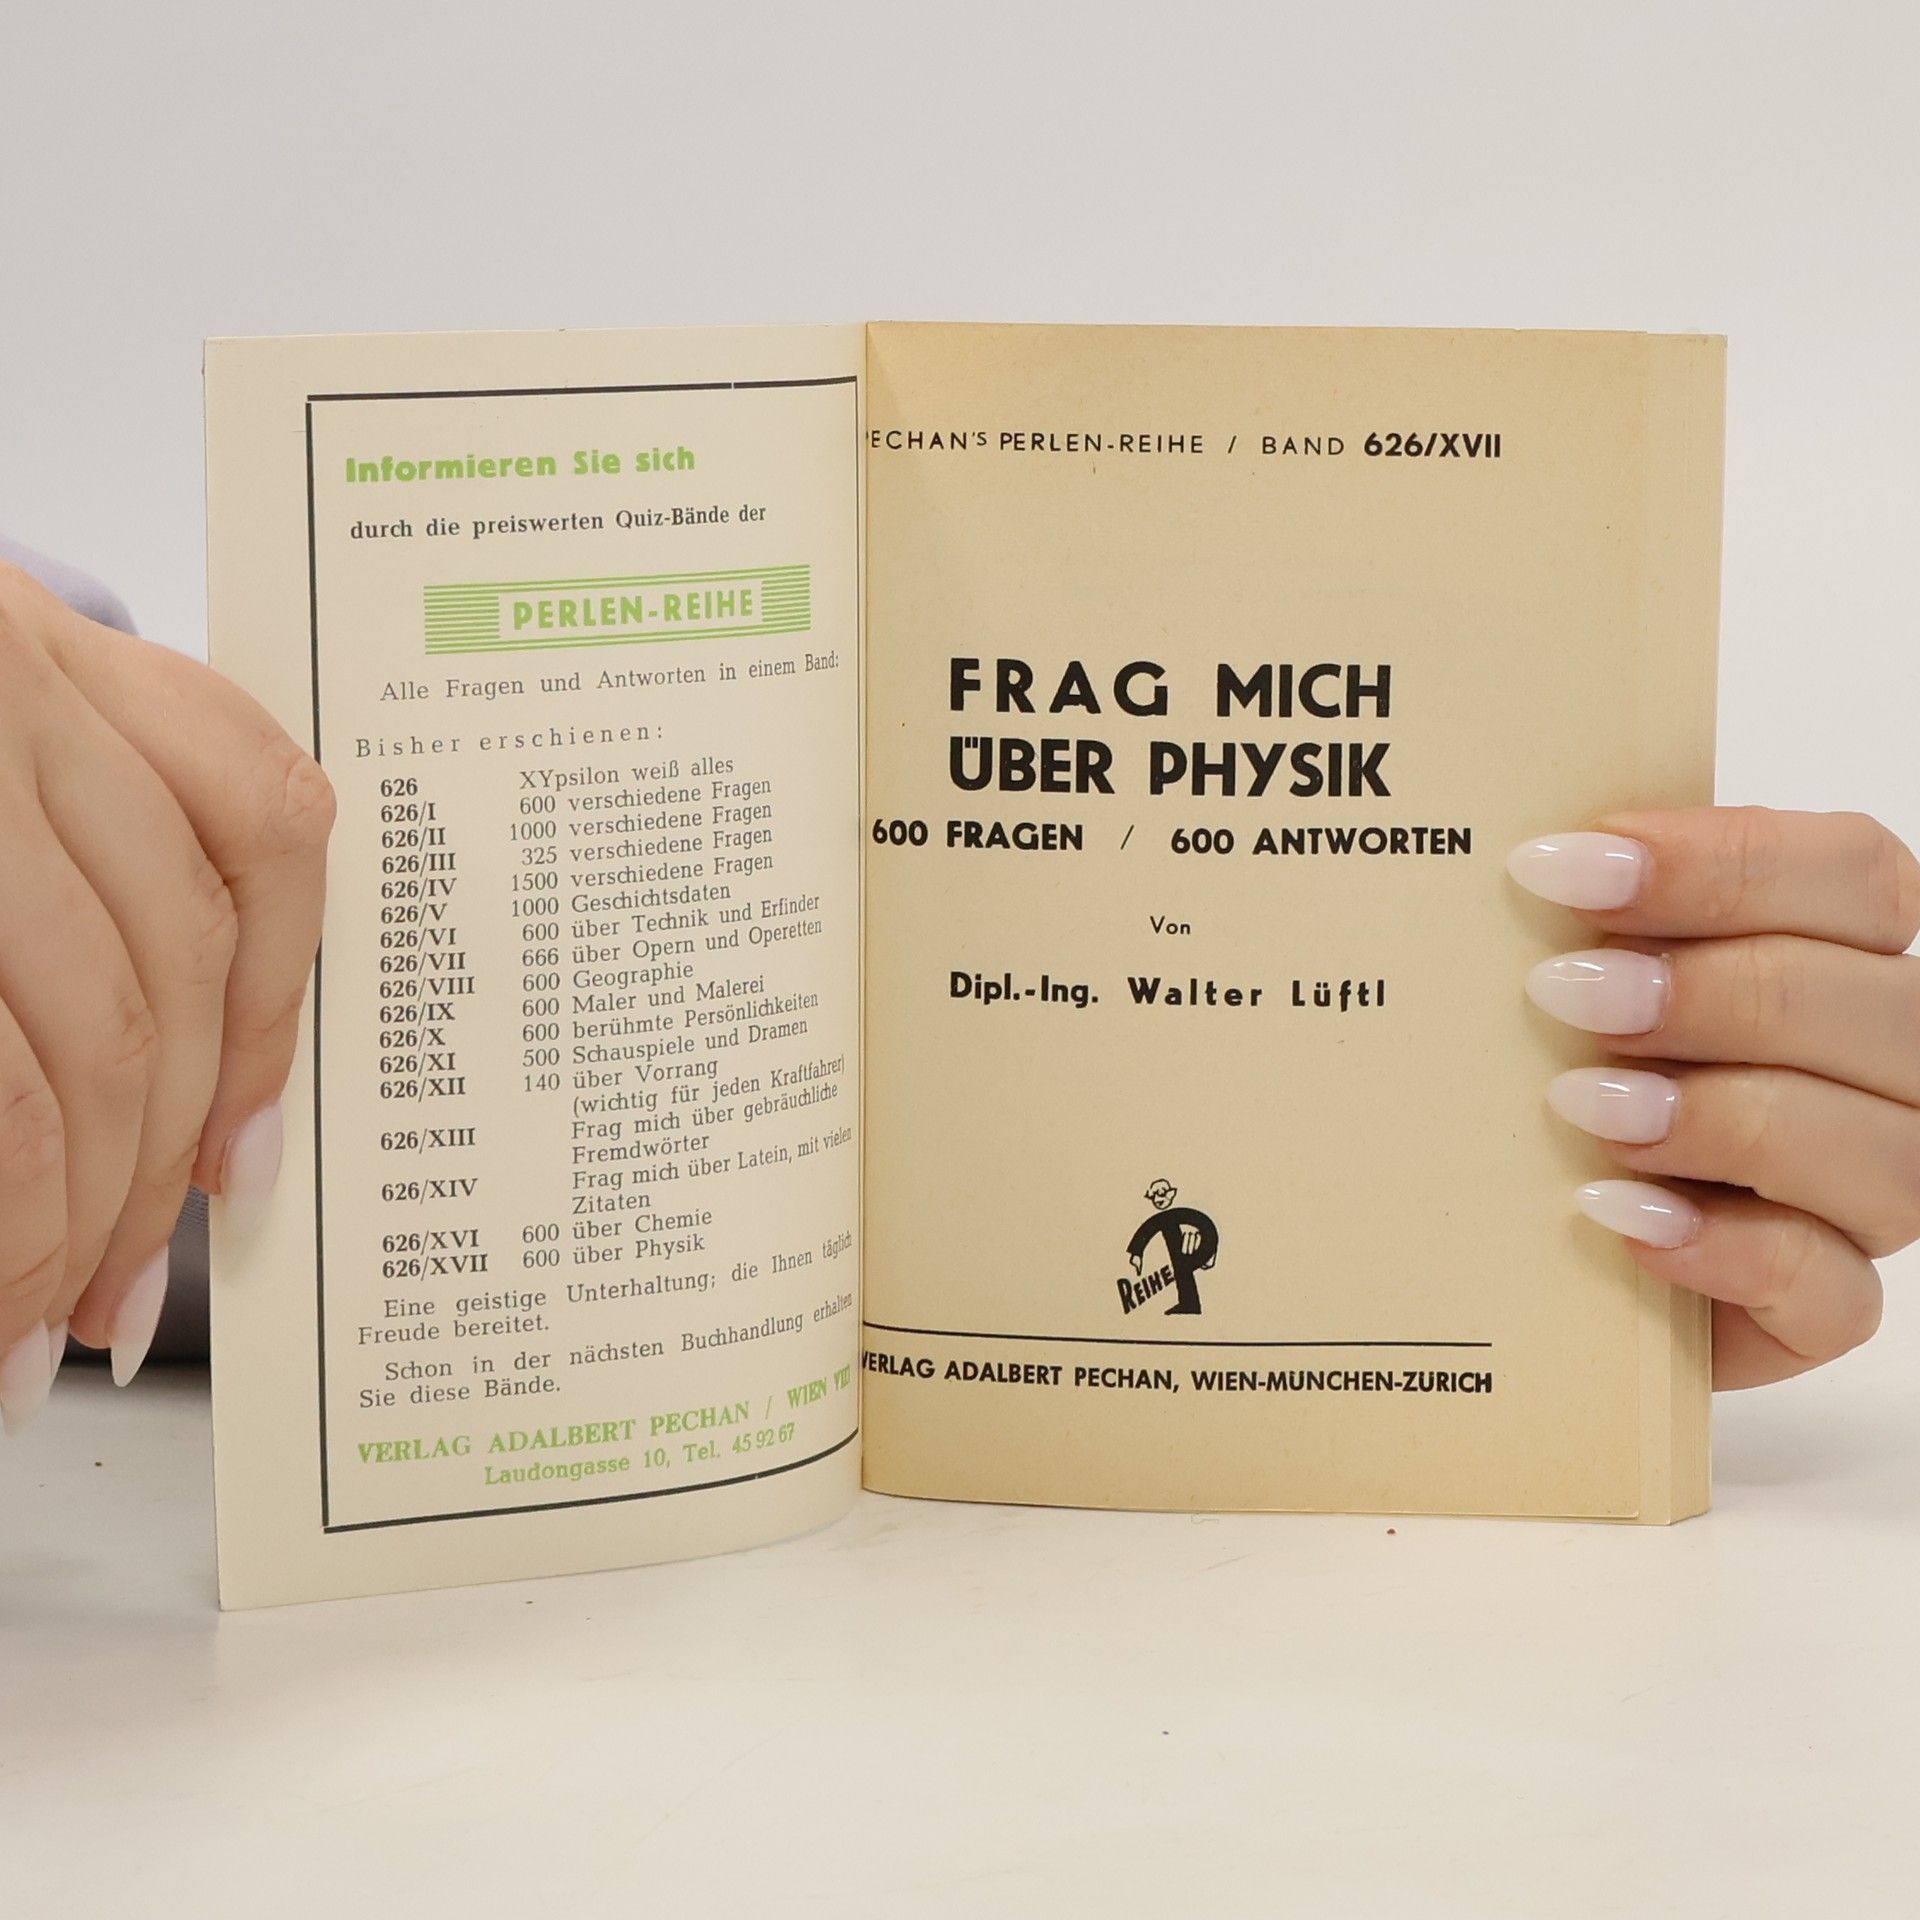 Informieren Sie sich
durch die preiswerten Quiz-Bände der
PERLEN-REIHE
Alle Fragen und Antworten in einem Band:
Bisher erschienen:
626 XYpsilon weiß alles
626/I 600 verschiedene Fragen
626/II 1000 verschiedene Fragen
626/III 325 verschiedene Fragen
626/IV 1500 verschiedene Fragen
626/V 1000 Geschichtsdaten
626/VI 600 über Technik und Erfinder
626/VII 666 über Opern und Operetten
626/VIII 600 Geographie
626/IX 600 Maler und Malerei
626/X 600 berühmte Persönlichkeiten
626/XI 500 Schauspiele und Dramen
626/XII 140 über Vorrang
(wichtig für jeden Kraftfahrer)
626/XIII Frag mich über gebräuchliche
Fremdwörter
626/XIV Frag mich über Latein, mit vielen
Zitaten
626/XVI 600 über Chemie
626/XVII 600 über Physik
Eine geistige Unterhaltung; die Ihnen täglich
Freude bereitet.
Schon in der nächsten Buchhandlung erhalten
Sie diese Bände.
VERLAG ADALBERT PECHAN / WIEN VIII
Laudongasse 10, Tel. 45 92 67
ECHAN'S PERLEN-REIHE / BAND 626/XVII
FRAG MICH
ÜBER PHYSIK
600 FRAGEN / 600 ANTWORTEN
Von
Dipl.-Ing. Walter Lüftl
REIHE P
VERLAG ADALBERT PECHAN, WIEN-MÜNCHEN-ZÜRICH